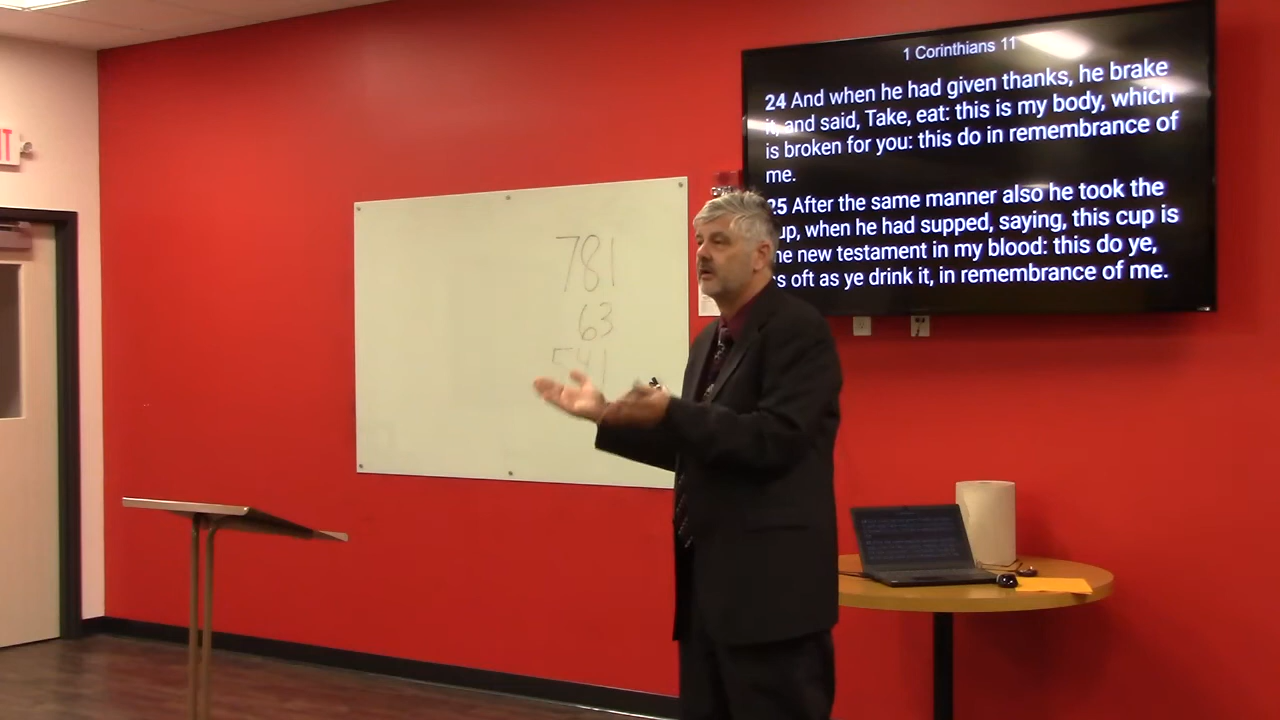 1 Corinthians 11
24 And when he had given thanks, he brake
it, and said, Take, eat: this is my body, which
is broken for you: this do in remembrance of
me.
25 After the same manner also he took the
up, when he had supped, saying, this cup is
he new testament in my blood: this do ye,
s oft as ye drink it, in remembrance of me.
781
63
541